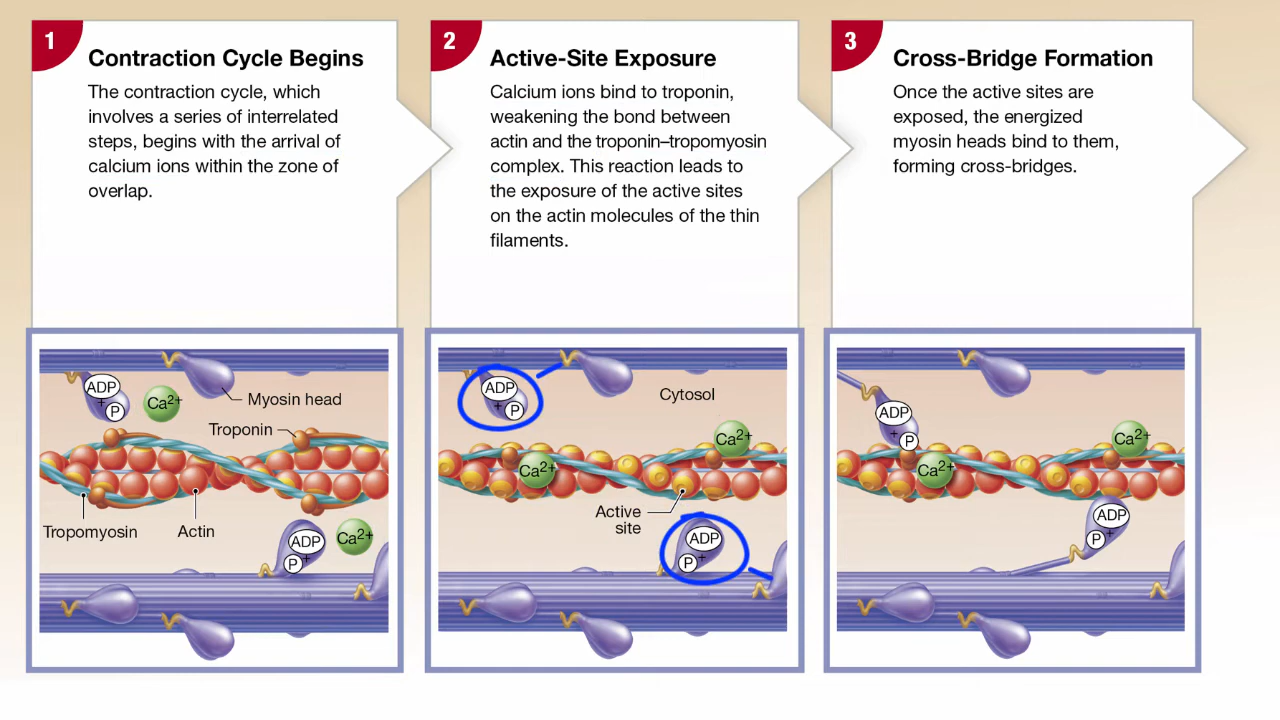 1
Contraction Cycle Begins
The contraction cycle, which
involves a series of interrelated
steps, begins with the arrival of
calcium ions within the zone of
overlap.
2
Active-Site Exposure
Calcium ions bind to troponin,
weakening the bond between
actin and the troponin–tropomyosin
complex. This reaction leads to
the exposure of the active sites
on the actin molecules of the thin
filaments.
3
Cross-Bridge Formation
Once the active sites are
exposed, the energized
myosin heads bind to them,
forming cross-bridges.
ADP
+
P
Ca2+
Myosin head
Troponin
Tropomyosin
Actin
ADP
P +
Ca2+
ADP
+
P
Cytosol
Ca2+
Ca2+
Active
site
ADP
P +
ADP
+
P
Ca2+
Ca2+
ADP
P +